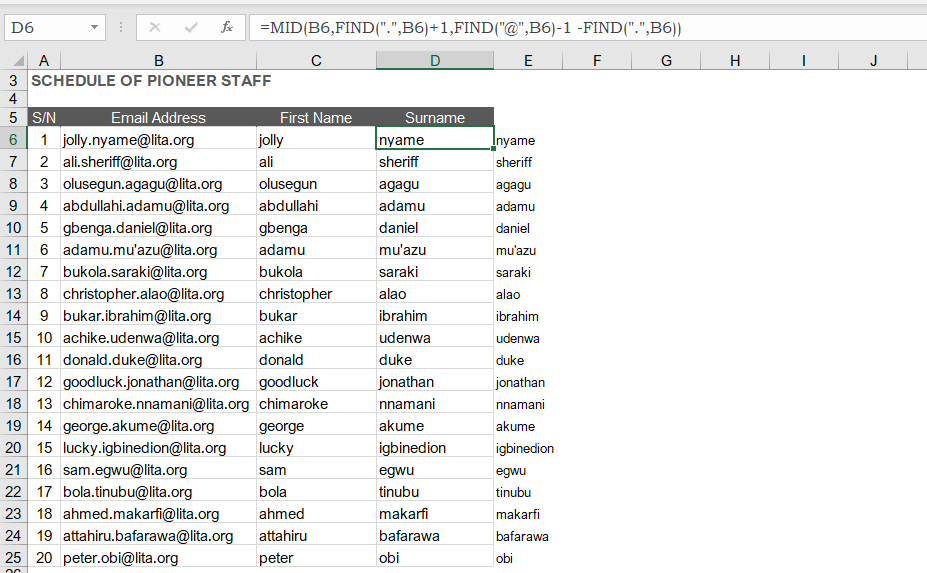 D6 fx =MID(B6,FIND(".",B6)+1,FIND("@",B6)-1 -FIND(".",B6))
A B C D E F G H I J
3 SCHEDULE OF PIONEER STAFF
4
5 S/N Email Address First Name Surname
6 1 jolly.nyame@lita.org jolly nyame nyame
7 2 ali.sheriff@lita.org ali sheriff sheriff
8 3 olusegun.agagu@lita.org olusegun agagu agagu
9 4 abdullahi.adamu@lita.org abdullahi adamu adamu
10 5 gbenga.daniel@lita.org gbenga daniel daniel
11 6 adamu.mu'azu@lita.org adamu mu'azu mu'azu
12 7 bukola.saraki@lita.org bukola saraki saraki
13 8 christopher.alao@lita.org christopher alao alao
14 9 bukar.ibrahim@lita.org bukar ibrahim ibrahim
15 10 achike.udenwa@lita.org achike udenwa udenwa
16 11 donald.duke@lita.org donald duke duke
17 12 goodluck.jonathan@lita.org goodluck jonathan jonathan
18 13 chimaroke.nnamani@lita.org chimaroke nnamani nnamani
19 14 george.akume@lita.org george akume akume
20 15 lucky.igbinedion@lita.org lucky igbinedion igbinedion
21 16 sam.egwu@lita.org sam egwu egwu
22 17 bola.tinubu@lita.org bola tinubu tinubu
23 18 ahmed.makarfi@lita.org ahmed makarfi makarfi
24 19 attahiru.bafarawa@lita.org attahiru bafarawa bafarawa
25 20 peter.obi@lita.org peter obi obi